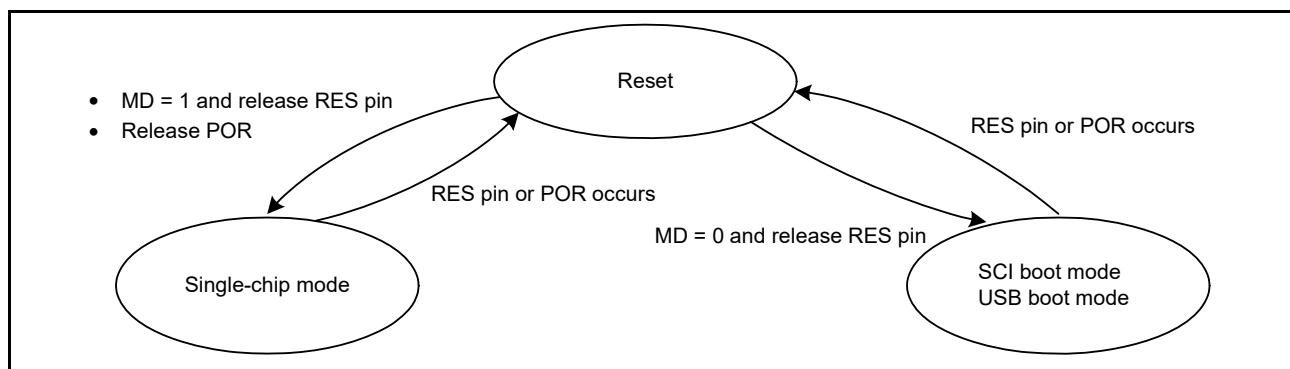 Reset
• MD = 1 and release RES pin
• Release POR
RES pin or POR occurs
RES pin or POR occurs
MD = 0 and release RES pin
Single-chip mode
SCI boot mode
USB boot mode